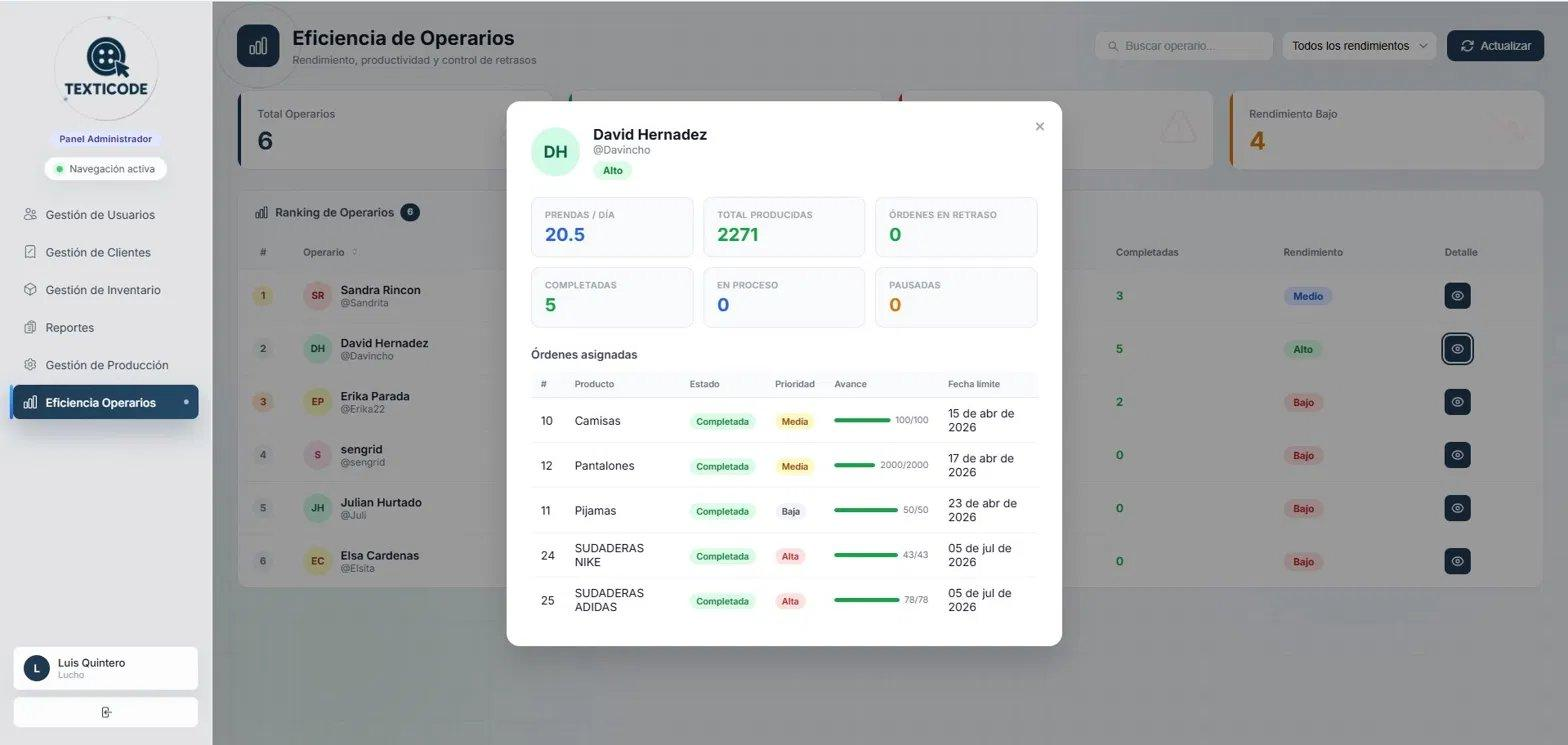 TEXTICODE
Panel Administrador
Navegación activa
Gestión de Usuarios
Gestión de Clientes
Gestión de Inventario
Reportes
Gestión de Producción
Eficiencia Operarios
L
Luis Quintero
Lucho
Eficiencia de Operarios
Rendimiento, productividad y control de retrasos
Buscar operario...
Todos los rendimientos
Actualizar
Total Operarios
6
Rendimiento Bajo
4
Ranking de Operarios 6
# Operario Completadas Rendimiento Detalle
1 SR Sandra Rincon @Sandrita 3 Medio
2 DH David Hernadez @Davincho 5 Alto
3 EP Erika Parada @Erika22 2 Bajo
4 S sengrid @sengrid 0 Bajo
5 JH Julian Hurtado @Juli 0 Bajo
6 EC Elsa Cardenas @Elsita 0 Bajo
DH
David Hernadez
@Davincho
Alto
PRENDAS / DÍA
20.5
TOTAL PRODUCIDAS
2271
ÓRDENES EN RETRASO
0
COMPLETADAS
5
EN PROCESO
0
PAUSADAS
0
Órdenes asignadas
# Producto Estado Prioridad Avance Fecha límite
10 Camisas Completada Media 100/100 15 de abr de 2026
12 Pantalones Completada Media 2000/2000 17 de abr de 2026
11 Pijamas Completada Baja 50/50 23 de abr de 2026
24 SUDADERAS NIKE Completada Alta 43/43 05 de jul de 2026
25 SUDADERAS ADIDAS Completada Alta 78/78 05 de jul de 2026